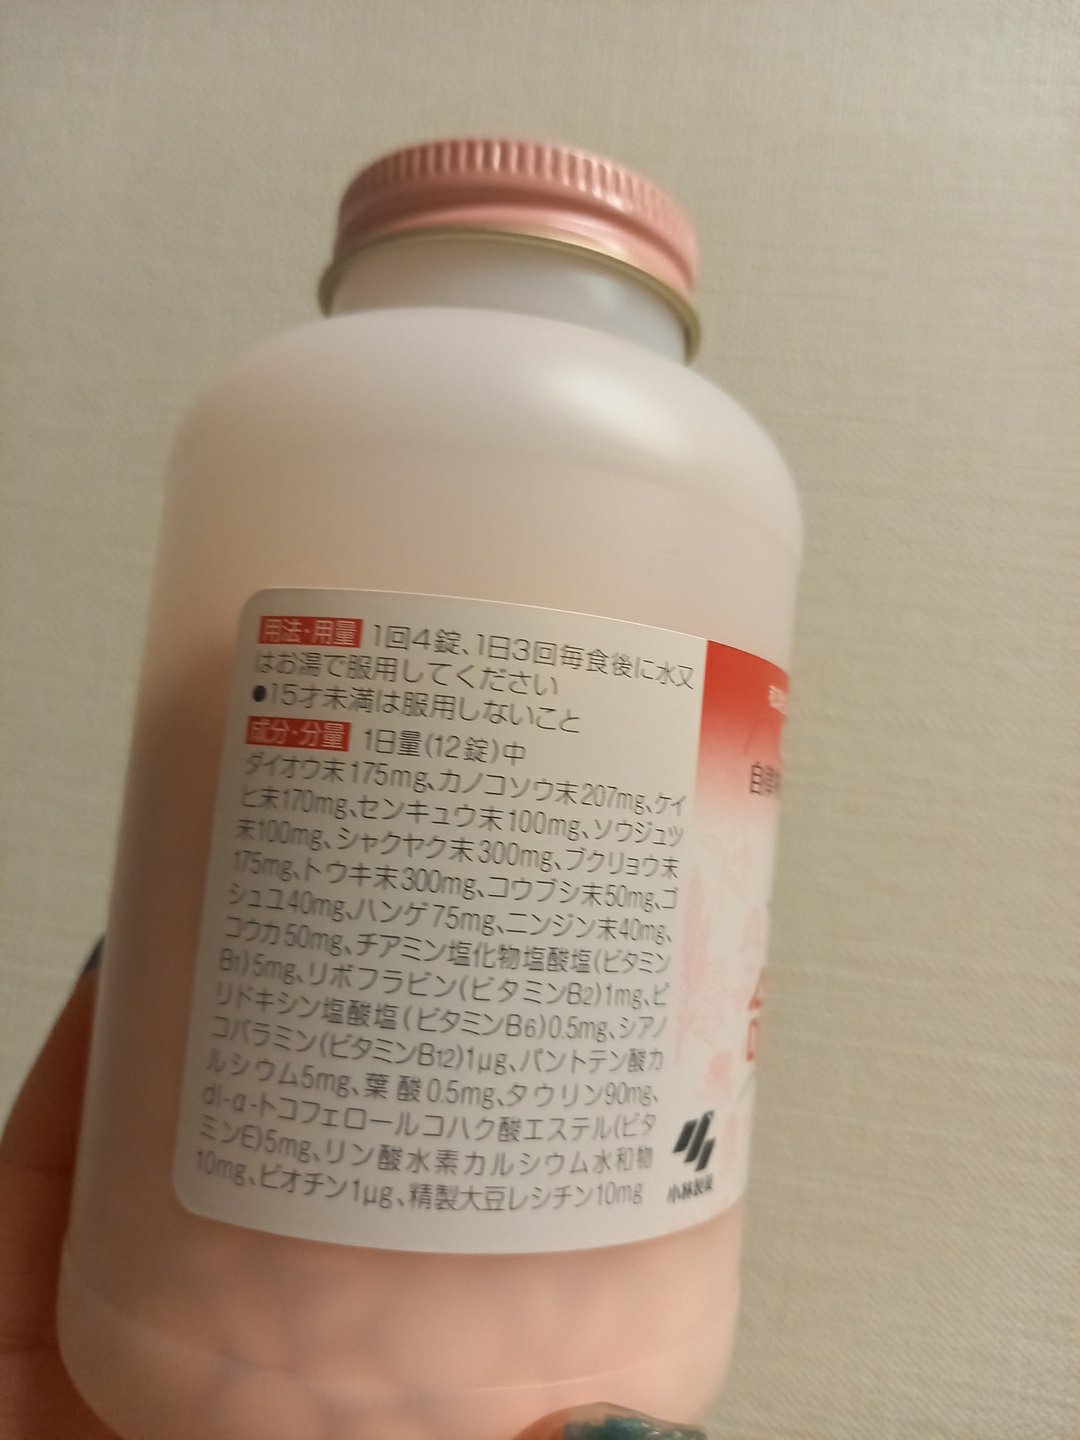 用法・用量 1回4錠、1日3回毎食後に水又
はお湯で服用してください
●15才未満は服用しないこと
成分・分量 1日量(12錠)中
ダイオウ末175mg、カノコソウ末207mg、ケイ
ヒ末170mg、センキュウ末100mg、ソウジュツ
末100mg、シャクヤク末300mg、ブクリョウ末
175mg、トウキ末300mg、コウブシ末50mg、ゴ
シュユ40mg、ハンゲ75mg、ニンジン末40mg、
コウカ50mg、チアミン塩化物塩酸塩(ビタミン
B1)5mg、リボフラビン(ビタミンB2)1mg、ピ
リドキシン塩酸塩(ビタミンB6)0.5mg、シアノ
コバラミン(ビタミンB12)1μg、パントテン酸カ
ルシウム5mg、葉酸0.5mg、タウリン90mg、
dl-α-トコフェロールコハク酸エステル(ビタ
ミンE)5mg、リン酸水素カルシウム水和物
10mg、ビオチン1μg、精製大豆レシチン10mg
小林製薬
自律
命